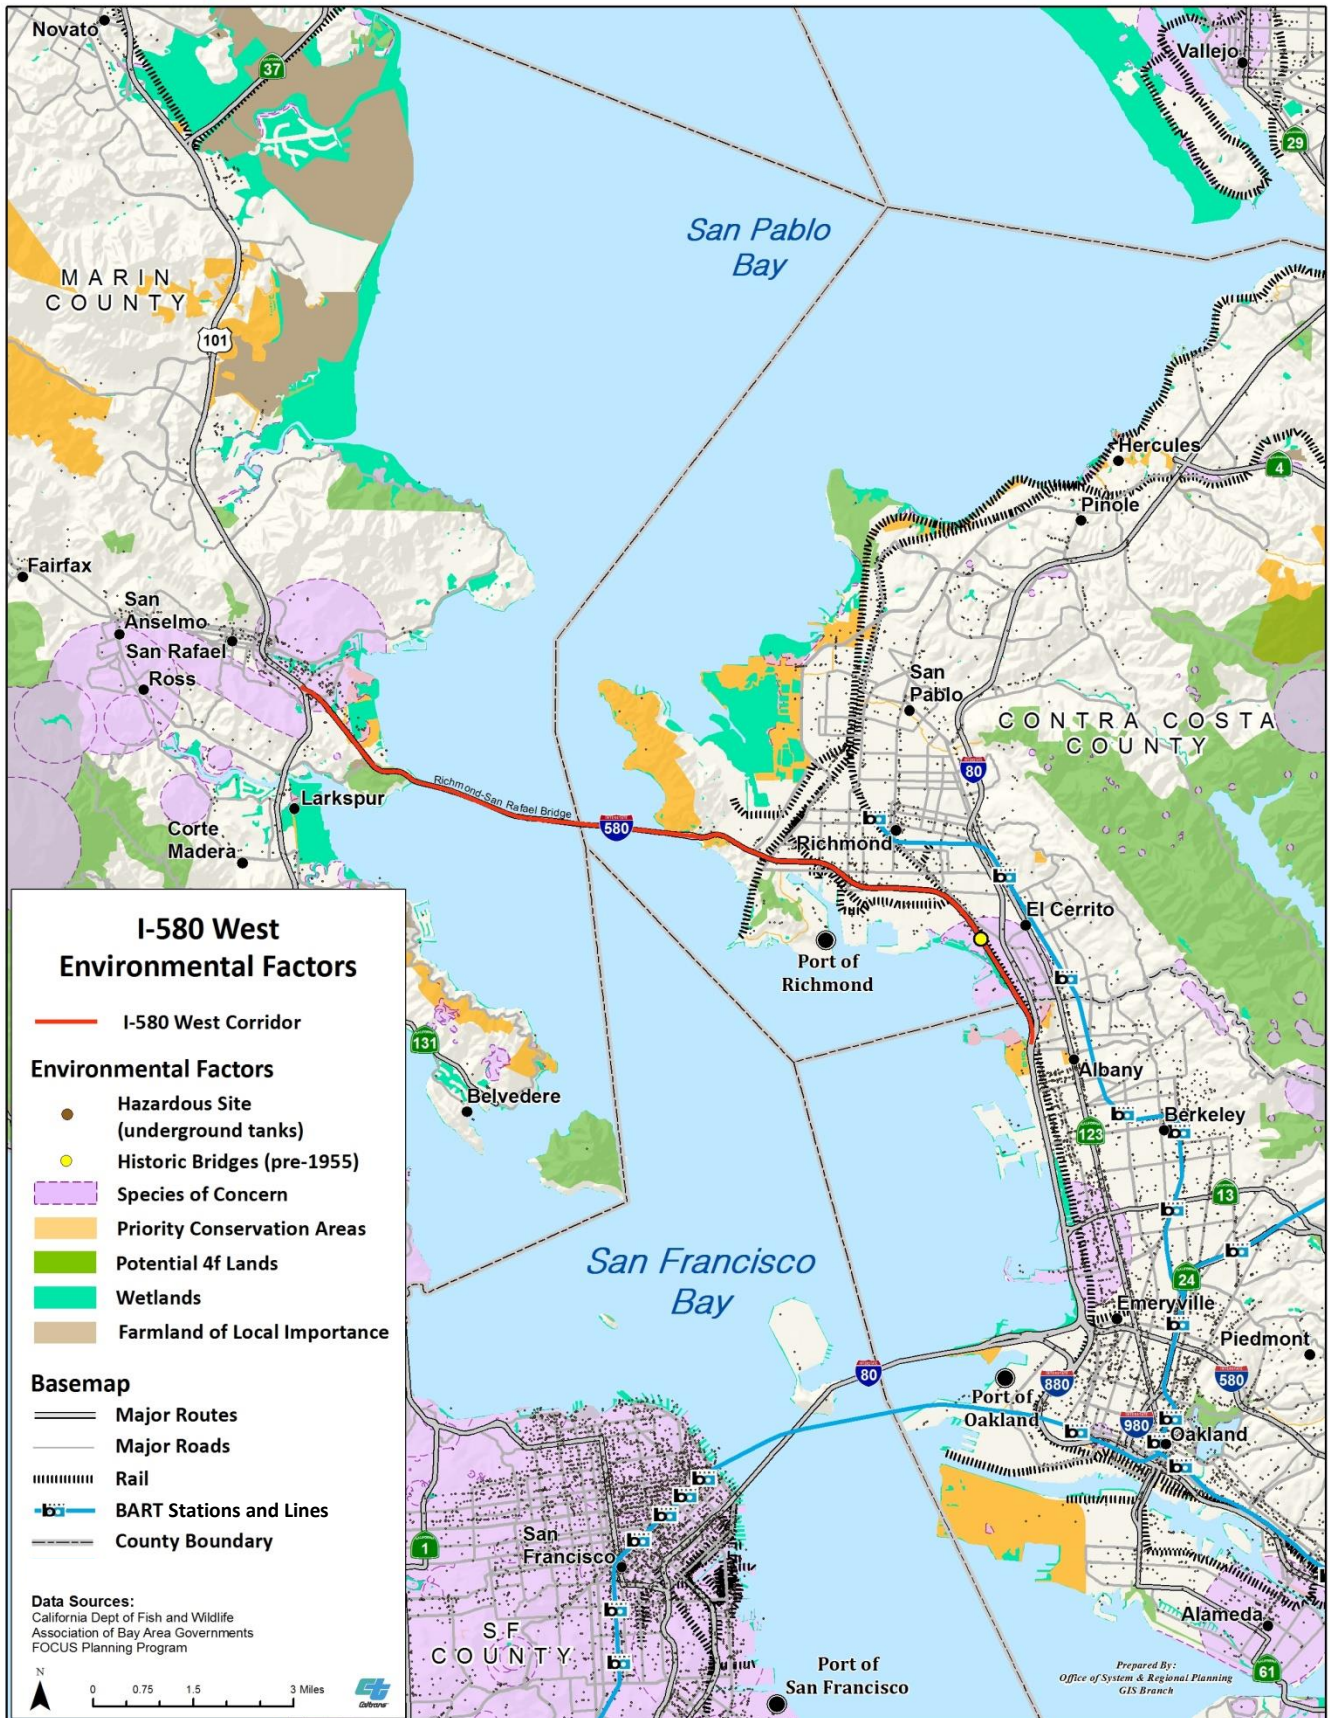 Novato
37
Vallejo
29
San Pablo
Bay
MARIN
COUNTY
101
Hercules
4
Pinole
Fairfax
San
Anselmo
San Rafael
Ross
San
Pablo
CONTRA COSTA
COUNTY
80
Richmond-San Rafael Bridge
580
Larkspur
Corte
Madera
Richmond
El Cerrito
Port of
Richmond
131
Belvedere
Albany
123
Berkeley
13
San Francisco
Bay
24
Emeryville
Piedmont
80
Port of
Oakland
880
580
980
Oakland
1
San
Francisco
SF
COUNTY
Port of
San Francisco
Alameda
61
Prepared By:
Office of System & Regional Planning
GIS Branch
I-580 West
Environmental Factors
I-580 West Corridor
Environmental Factors
Hazardous Site
(underground tanks)
Historic Bridges (pre-1955)
Species of Concern
Priority Conservation Areas
Potential 4f Lands
Wetlands
Farmland of Local Importance
Basemap
Major Routes
Major Roads
Rail
BART Stations and Lines
County Boundary
Data Sources:
California Dept of Fish and Wildlife
Association of Bay Area Governments
FOCUS Planning Program
N
0 0.75 1.5 3 Miles
Caltrans